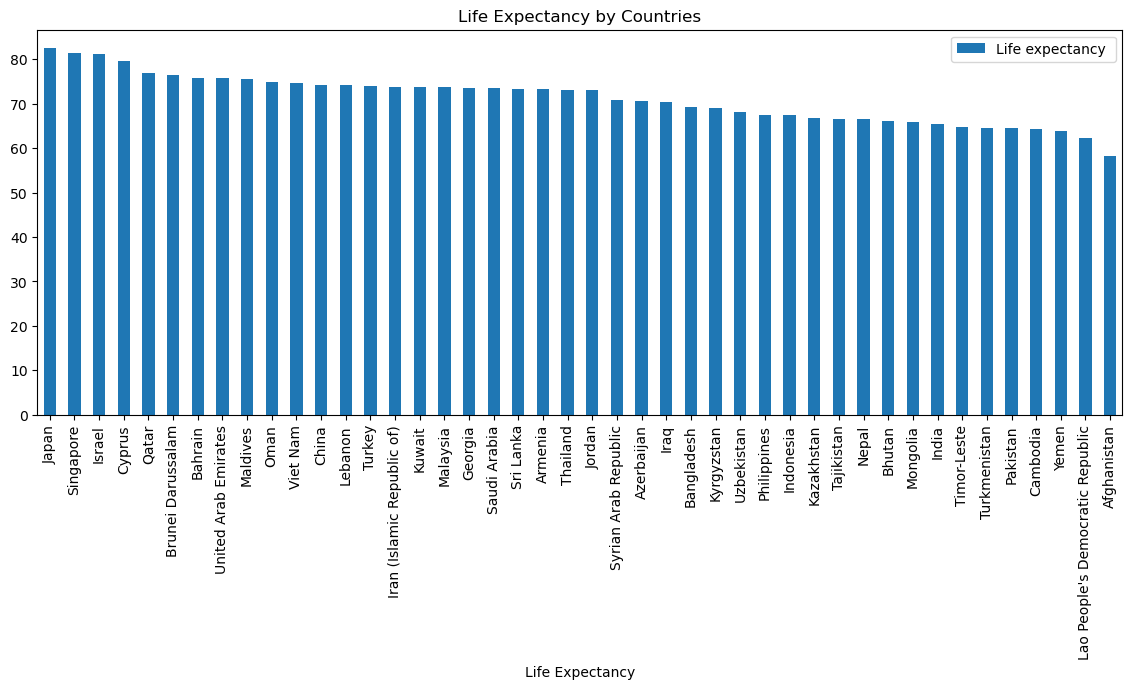 Life Expectancy by Countries
Life expectancy
80
70
60
50
40
30
20
10
0
Japan
Singapore
Israel
Cyprus
Qatar
Brunei Darussalam
Bahrain
United Arab Emirates
Maldives
Oman
Viet Nam
China
Lebanon
Turkey
Iran (Islamic Republic of)
Kuwait
Malaysia
Georgia
Saudi Arabia
Sri Lanka
Armenia
Thailand
Jordan
Syrian Arab Republic
Azerbaijan
Iraq
Bangladesh
Kyrgyzstan
Uzbekistan
Philippines
Indonesia
Kazakhstan
Tajikistan
Nepal
Bhutan
Mongolia
India
Timor-Leste
Turkmenistan
Pakistan
Cambodia
Yemen
Lao People's Democratic Republic
Afghanistan
Life Expectancy